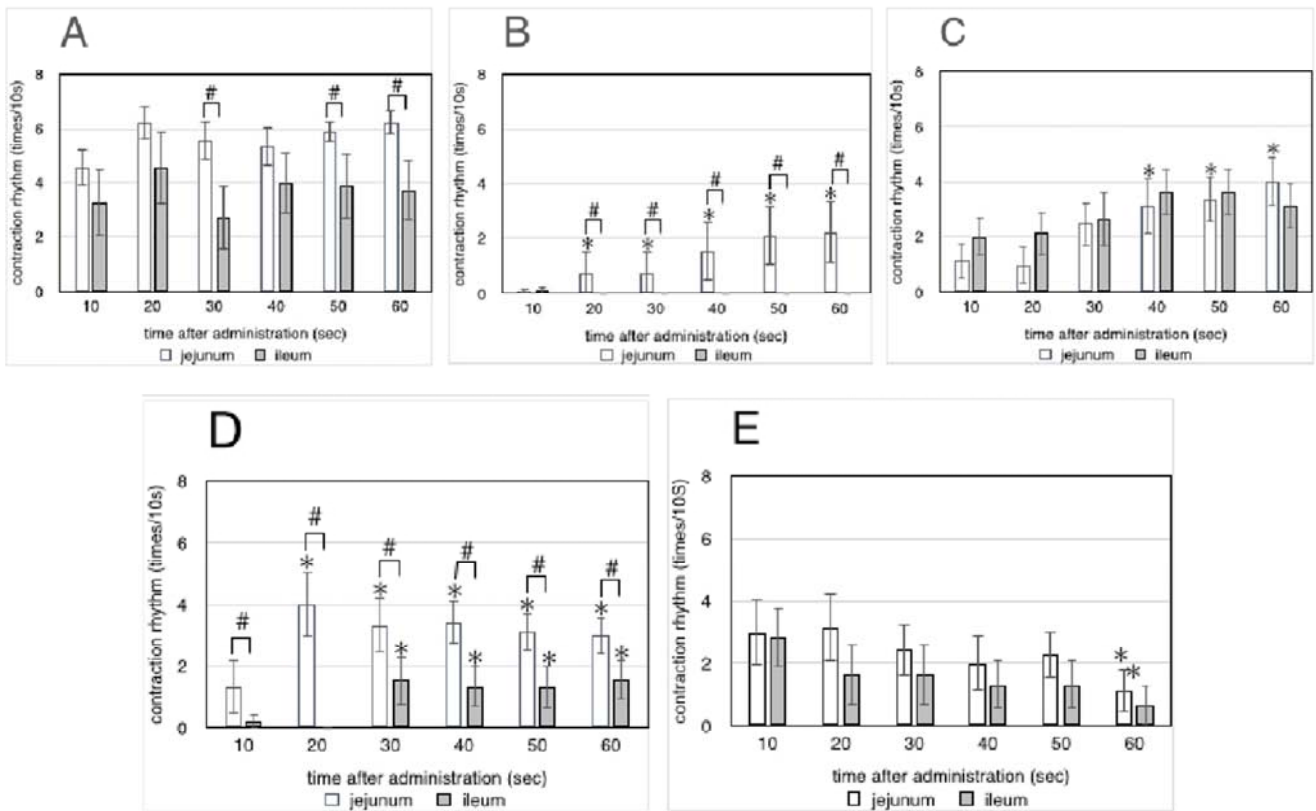 A
contraction rhythm (times/10s)
8
6
4
2
0
# # #
10 20 30 40 50 60
time after administration (sec)
jejunum ileum
B
contraction rhythm (times/10s)
8
6
4
2
0
# # # # #
* * * * *
10 20 30 40 50 60
time after administration (sec)
jejunum ileum
C
contraction rhythm (times/10s)
8
6
4
2
0
* * *
10 20 30 40 50 60
time after administration (sec)
jejunum ileum
D
contraction rhythm (times/10s)
8
6
4
2
0
# # # # # #
* * * * *
* * * *
10 20 30 40 50 60
time after administration (sec)
jejunum ileum
E
contraction rhythm (times/10S)
8
6
4
2
0
* *
10 20 30 40 50 60
time after administration (sec)
jejunum ileum